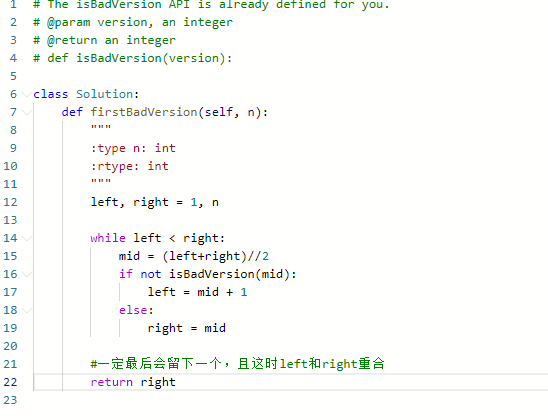 1 # The isBadVersion API is already defined for you.
2 # @param version, an integer
3 # @return an integer
4 # def isBadVersion(version):
5
6 class Solution:
7     def firstBadVersion(self, n):
8         """
9         :type n: int
10         :rtype: int
11         """
12         left, right = 1, n
13
14         while left < right:
15             mid = (left+right)//2
16             if not isBadVersion(mid):
17                 left = mid + 1
18             else:
19                 right = mid
20
21         #一定最后会留下一个，且这时left和right重合
22         return right
23